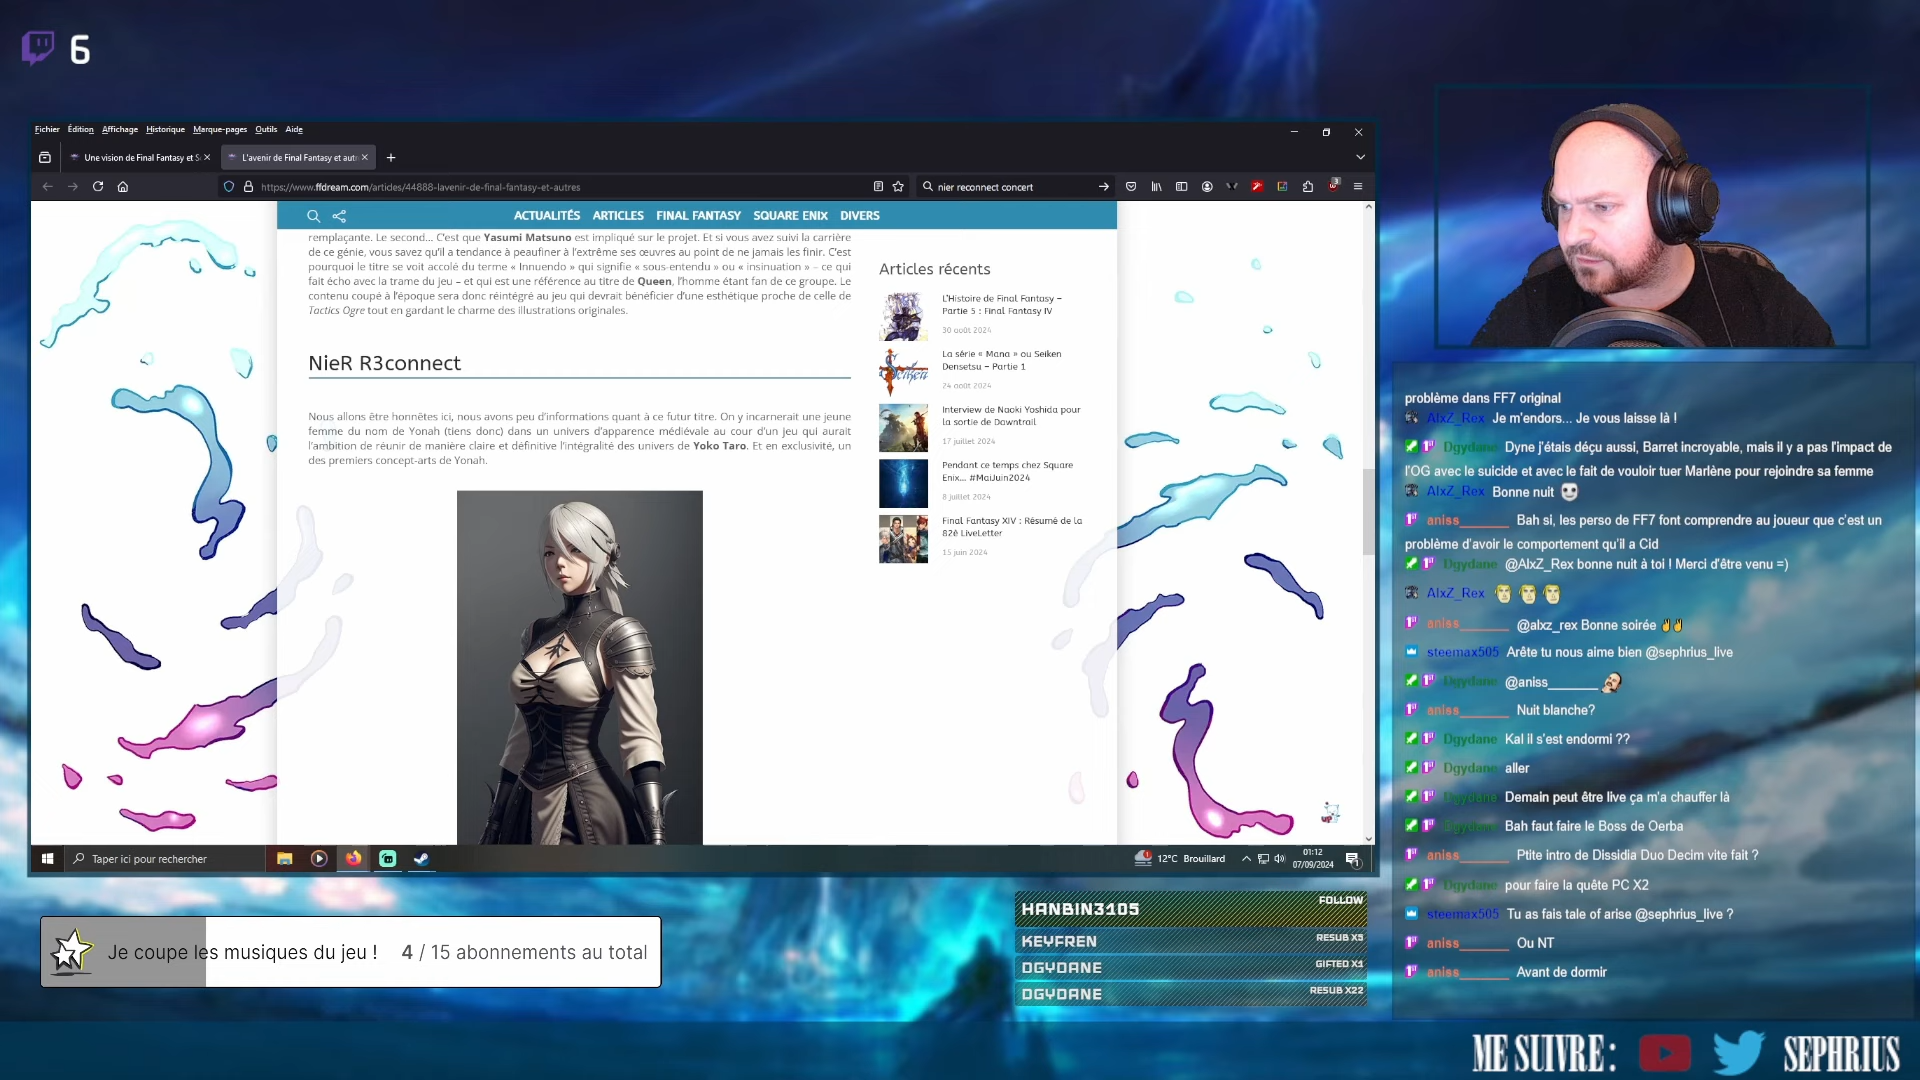 6
Fichier Édition Affichage Historique Marque-pages Outils Aide
Une vision de Final Fantasy et S
L'avenir de Final Fantasy et autr
https://www.ffdream.com/articles/44888-lavenir-de-final-fantasy-et-autres
nier reconnect concert
ACTUALITÉS ARTICLES FINAL FANTASY SQUARE ENIX DIVERS
remplaçante. Le second... C'est que Yasumi Matsuno est impliqué sur le projet. Et si vous avez suivi la carrière
de ce génie, vous savez qu'il a tendance à peaufiner à l'extrême ses œuvres au point de ne jamais les finir. C'est
pourquoi le titre se voit accolé du terme « Innuendo » qui signifie « sous-entendu » ou « insinuation » – ce qui
fait écho avec la trame du jeu – et qui est une référence au titre de Queen, l'homme étant fan de ce groupe. Le
contenu coupé à l'époque sera donc réintégré au jeu qui devrait bénéficier d'une esthétique proche de celle de
Tactics Ogre tout en gardant le charme des illustrations originales.
NieR R3connect
Nous allons être honnêtes ici, nous avons peu d'informations quant à ce futur titre. On y incarnerait une jeune
femme du nom de Yonah (tiens donc) dans un univers d'apparence médiévale au cour d'un jeu qui aurait
l'ambition de réunir de manière claire et définitive l'intégralité des univers de Yoko Taro. Et en exclusivité, un
des premiers concept-arts de Yonah.
Articles récents
L'Histoire de Final Fantasy –
Partie 5 : Final Fantasy IV
30 août 2024
La série « Mana » ou Seiken
Densetsu – Partie 1
24 août 2024
Interview de Naoki Yoshida pour
la sortie de Dawntrail
17 juillet 2024
Pendant ce temps chez Square
Enix... #MaiJuin2024
8 juillet 2024
Final Fantasy XIV : Résumé de la
82è LiveLetter
15 juin 2024
Taper ici pour rechercher
12°C Brouillard
01:12
07/09/2024
Je coupe les musiques du jeu ! 4 / 15 abonnements au total
HANBIN3105 FOLLOW
KEYFREN RESUB X5
DGYDANE GIFTED X1
DGYDANE RESUB X22
problème dans FF7 original
AlxZ_Rex Je m'endors... Je vous laisse là !
Dgydane Dyne j'étais déçu aussi, Barret incroyable, mais il y a pas l'impact de
l'OG avec le suicide et avec le fait de vouloir tuer Marlène pour rejoindre sa femme
AlxZ_Rex Bonne nuit
aniss_______ Bah si, les perso de FF7 font comprendre au joueur que c'est un
problème d'avoir le comportement qu'il a Cid
Dgydane @AlxZ_Rex bonne nuit à toi ! Merci d'être venu =)
AlxZ_Rex
aniss_______ @alxz_rex Bonne soirée ✌✌
steemax505 Arête tu nous aime bien @sephrius_live
Dgydane @aniss_______
aniss_______ Nuit blanche?
Dgydane Kal il s'est endormi ??
Dgydane aller
Dgydane Demain peut être live ça m'a chauffer là
Dgydane Bah faut faire le Boss de Oerba
aniss_______ Ptite intro de Dissidia Duo Decim vite fait ?
Dgydane pour faire la quête PC X2
steemax505 Tu as fais tale of arise @sephrius_live ?
aniss_______ Ou NT
aniss_______ Avant de dormir
ME SUIVRE : SEPHRIUS